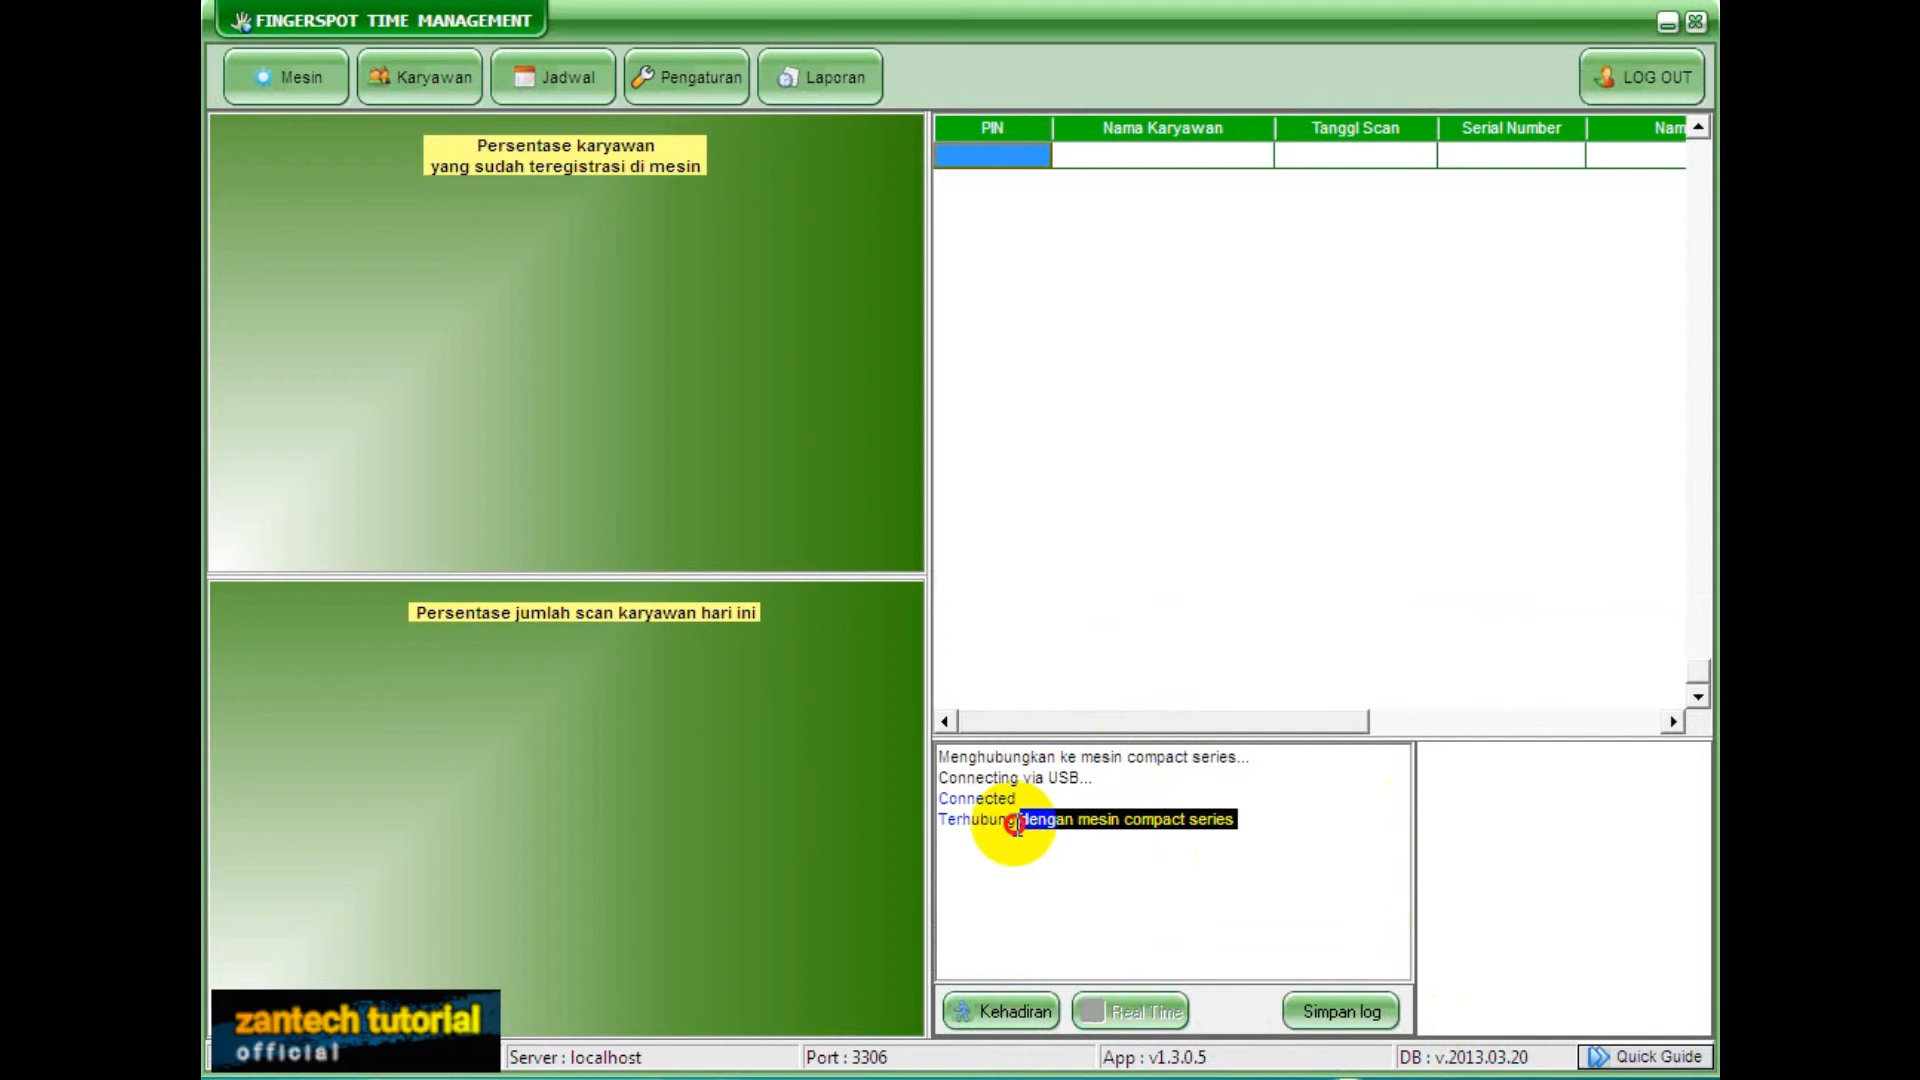 FINGERSPOT TIME MANAGEMENT
Mesin
Karyawan
Jadwal
Pengaturan
Laporan
LOG OUT
Persentase karyawan
yang sudah teregistrasi di mesin
PIN
Nama Karyawan
Tanggl Scan
Serial Number
Nam
Persentase jumlah scan karyawan hari ini
Menghubungkan ke mesin compact series...
Connecting via USB...
Connected
Terhubung dengan mesin compact series
Kehadiran
Real Time
Simpan log
zantech tutorial
official
Server : localhost
Port : 3306
App : v1.3.0.5
DB : v.2013.03.20
Quick Guide